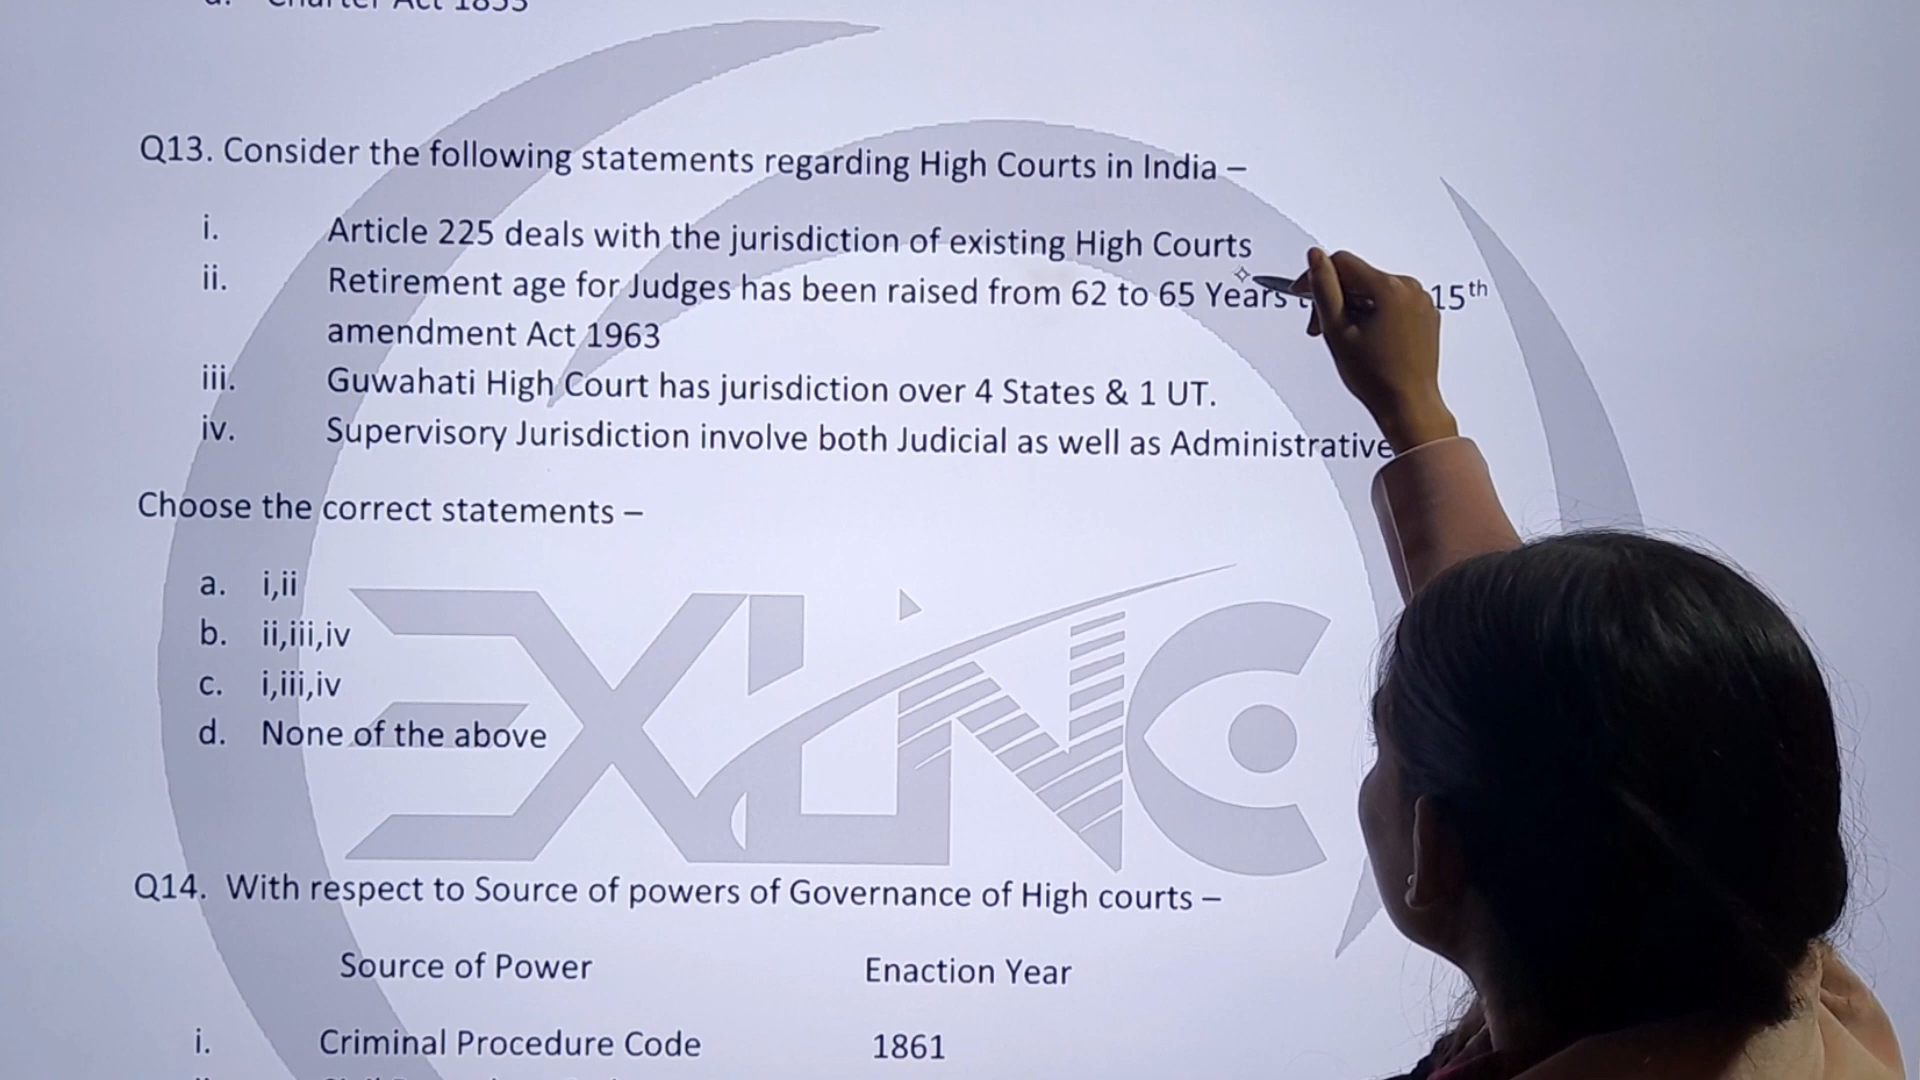 d. Charter Act 1853
Q13. Consider the following statements regarding High Courts in India –
i. Article 225 deals with the jurisdiction of existing High Courts
ii. Retirement age for Judges has been raised from 62 to 65 Years 15th
amendment Act 1963
iii. Guwahati High Court has jurisdiction over 4 States & 1 UT.
iv. Supervisory Jurisdiction involve both Judicial as well as Administrative
Choose the correct statements –
a. i,ii
b. ii,iii,iv
c. i,iii,iv
d. None of the above
EXLNC
Q14. With respect to Source of powers of Governance of High courts –
Source of Power Enaction Year
i. Criminal Procedure Code 1861